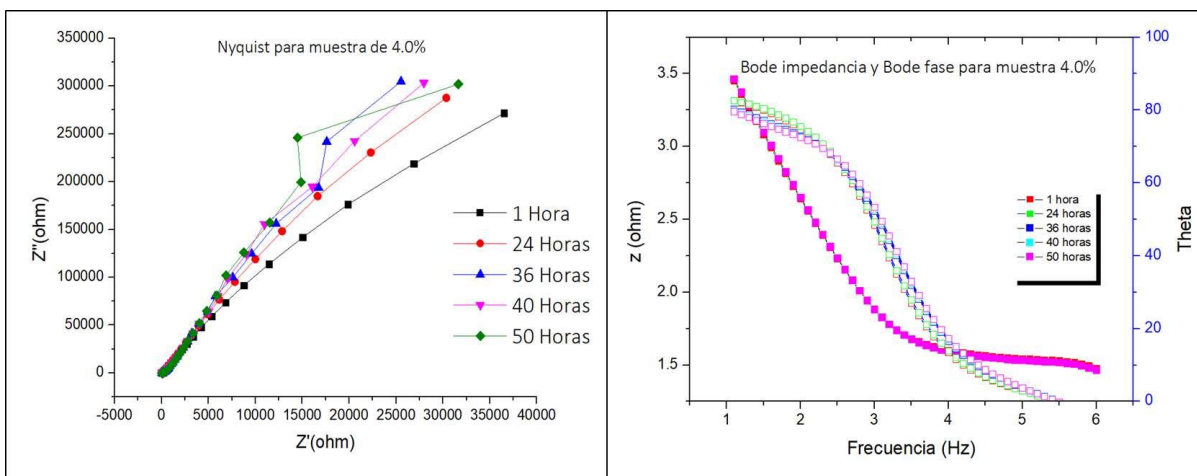 Nyquist para muestra de 4.0%
350000
300000
250000
200000
150000
100000
50000
0
Z''(ohm)
-5000
0
5000
10000
15000
20000
25000
30000
35000
40000
Z'(ohm)
1 Hora
24 Horas
36 Horas
40 Horas
50 Horas
Bode impedancia y Bode fase para muestra 4.0%
3.5
3.0
2.5
2.0
1.5
z (ohm)
1
2
3
4
5
6
Frecuencia (Hz)
100
80
60
40
20
0
Theta
1 hora
24 horas
36 horas
40 horas
50 horas